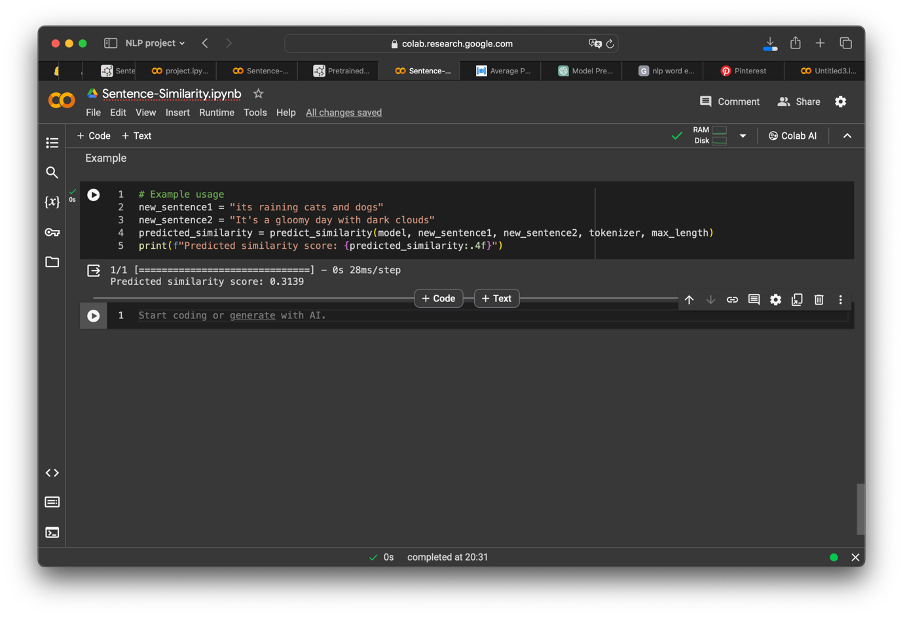 NLP project
colab.research.google.com
Sente
project.ipy...
Sentence-...
Pretrained...
Sentence-...
Average P...
Model Pre...
G nlp word e...
Pinterest
Untitled3.i...
Sentence-Similarity.ipynb
Comment Share
File Edit View Insert Runtime Tools Help All changes saved
+ Code + Text
RAM
Disk
Colab AI
Example
{x}
0s
1 # Example usage
2 new_sentence1 = "its raining cats and dogs"
3 new_sentence2 = "It's a gloomy day with dark clouds"
4 predicted_similarity = predict_similarity(model, new_sentence1, new_sentence2, tokenizer, max_length)
5 print(f"Predicted similarity score: {predicted_similarity:.4f}")
1/1 [==============================] - 0s 28ms/step
Predicted similarity score: 0.3139
+ Code + Text
1 Start coding or generate with AI.
0s completed at 20:31